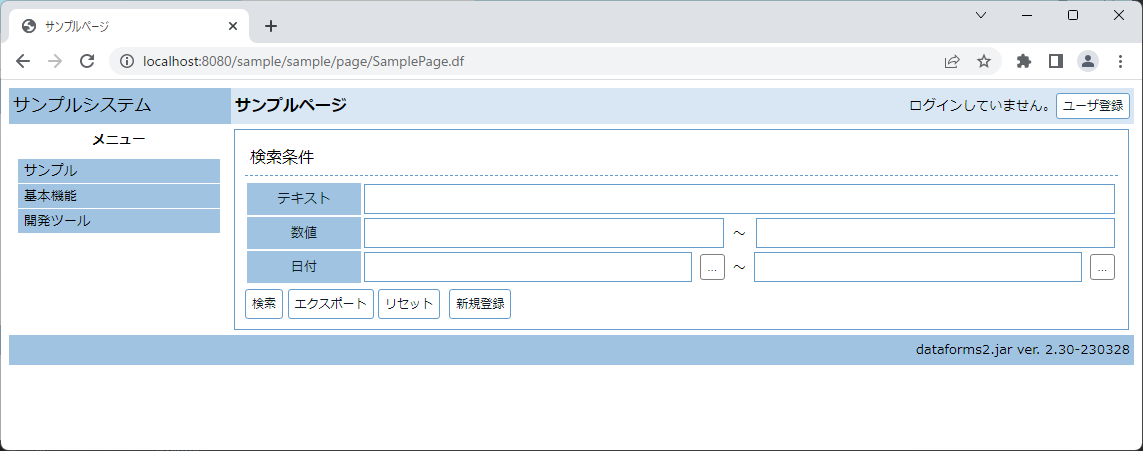 サンプルページ
localhost:8080/sample/sample/page/SamplePage.df
サンプルシステム
サンプルページ
ログインしていません。 ユーザ登録
メニュー
サンプル
基本機能
開発ツール
検索条件
テキスト
数値 ～
日付 ... ～ ...
検索 エクスポート リセット 新規登録
dataforms2.jar ver. 2.30-230328